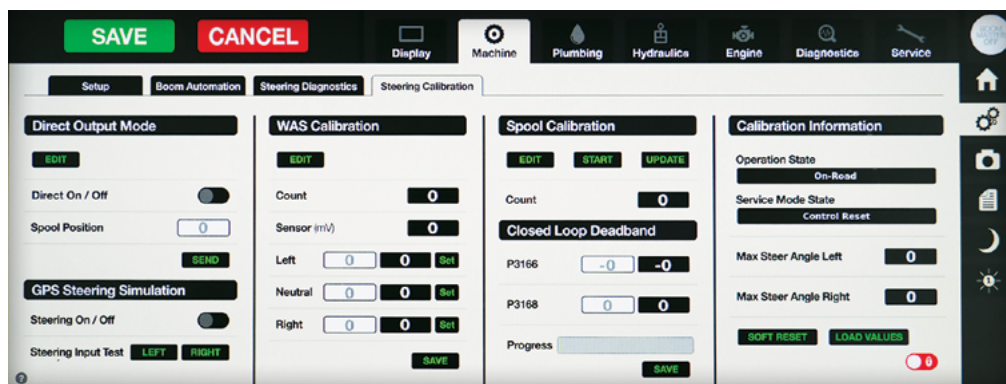 SAVE
CANCEL
Display
Machine
Plumbing
Hydraulics
Engine
Diagnostics
Service
Setup
Boom Automation
Steering Diagnostics
Steering Calibration
Direct Output Mode
EDIT
Direct On / Off
Spool Position 0
SEND
GPS Steering Simulation
Steering On / Off
Steering Input Test LEFT RIGHT
WAS Calibration
EDIT
Count 0
Sensor (mV) 0
Left 0 0 Set
Neutral 0 0 Set
Right 0 0 Set
SAVE
Spool Calibration
EDIT START UPDATE
Count 0
Closed Loop Deadband
P3166 -0 -0
P3168 0 0
Progress
SAVE
Calibration Information
Operation State
On-Road
Service Mode State
Control Reset
Max Steer Angle Left 0
Max Steer Angle Right 0
SOFT RESET LOAD VALUES